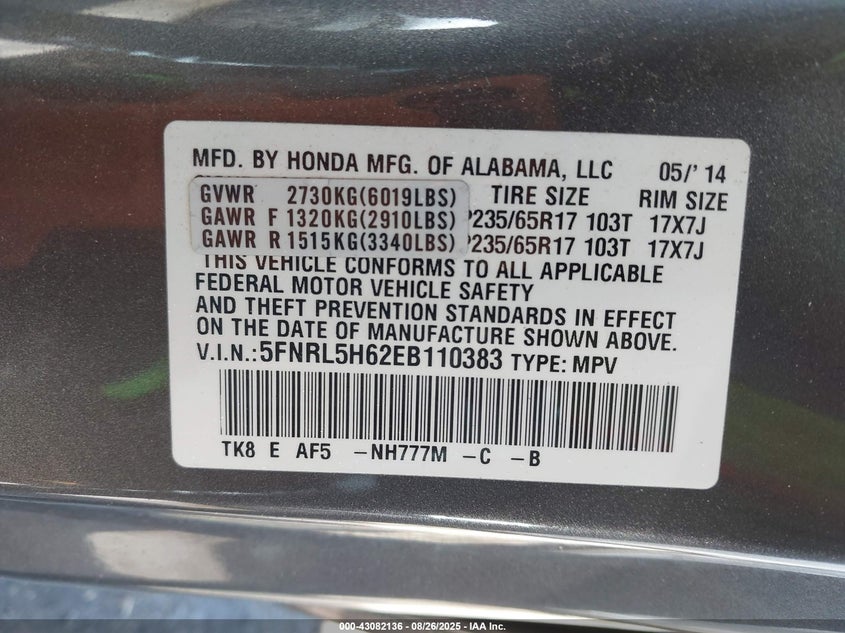 MFD. BY HONDA MFG. OF ALABAMA, LLC 05/'14
GVWR 2730KG(6019LBS) TIRE SIZE RIM SIZE
GAWR F 1320KG(2910LBS) P235/65R17 103T 17X7J
GAWR R 1515KG(3340LBS) P235/65R17 103T 17X7J
THIS VEHICLE CONFORMS TO ALL APPLICABLE
FEDERAL MOTOR VEHICLE SAFETY
AND THEFT PREVENTION STANDARDS IN EFFECT
ON THE DATE OF MANUFACTURE SHOWN ABOVE.
V.I.N.:5FNRL5H62EB110383 TYPE: MPV
TK8 E AF5 -NH777M -C -B
000-43082136 - 08/26/2025 - IAA Inc.